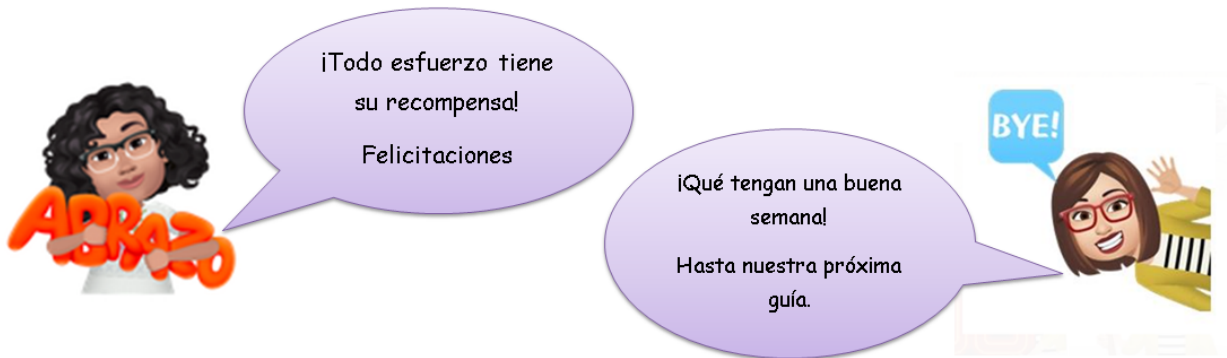 ¡Todo esfuerzo tiene
su recompensa!
Felicitaciones
ABRAZO
BYE!
¡Qué tengan una buena
semana!
Hasta nuestra próxima
guía.